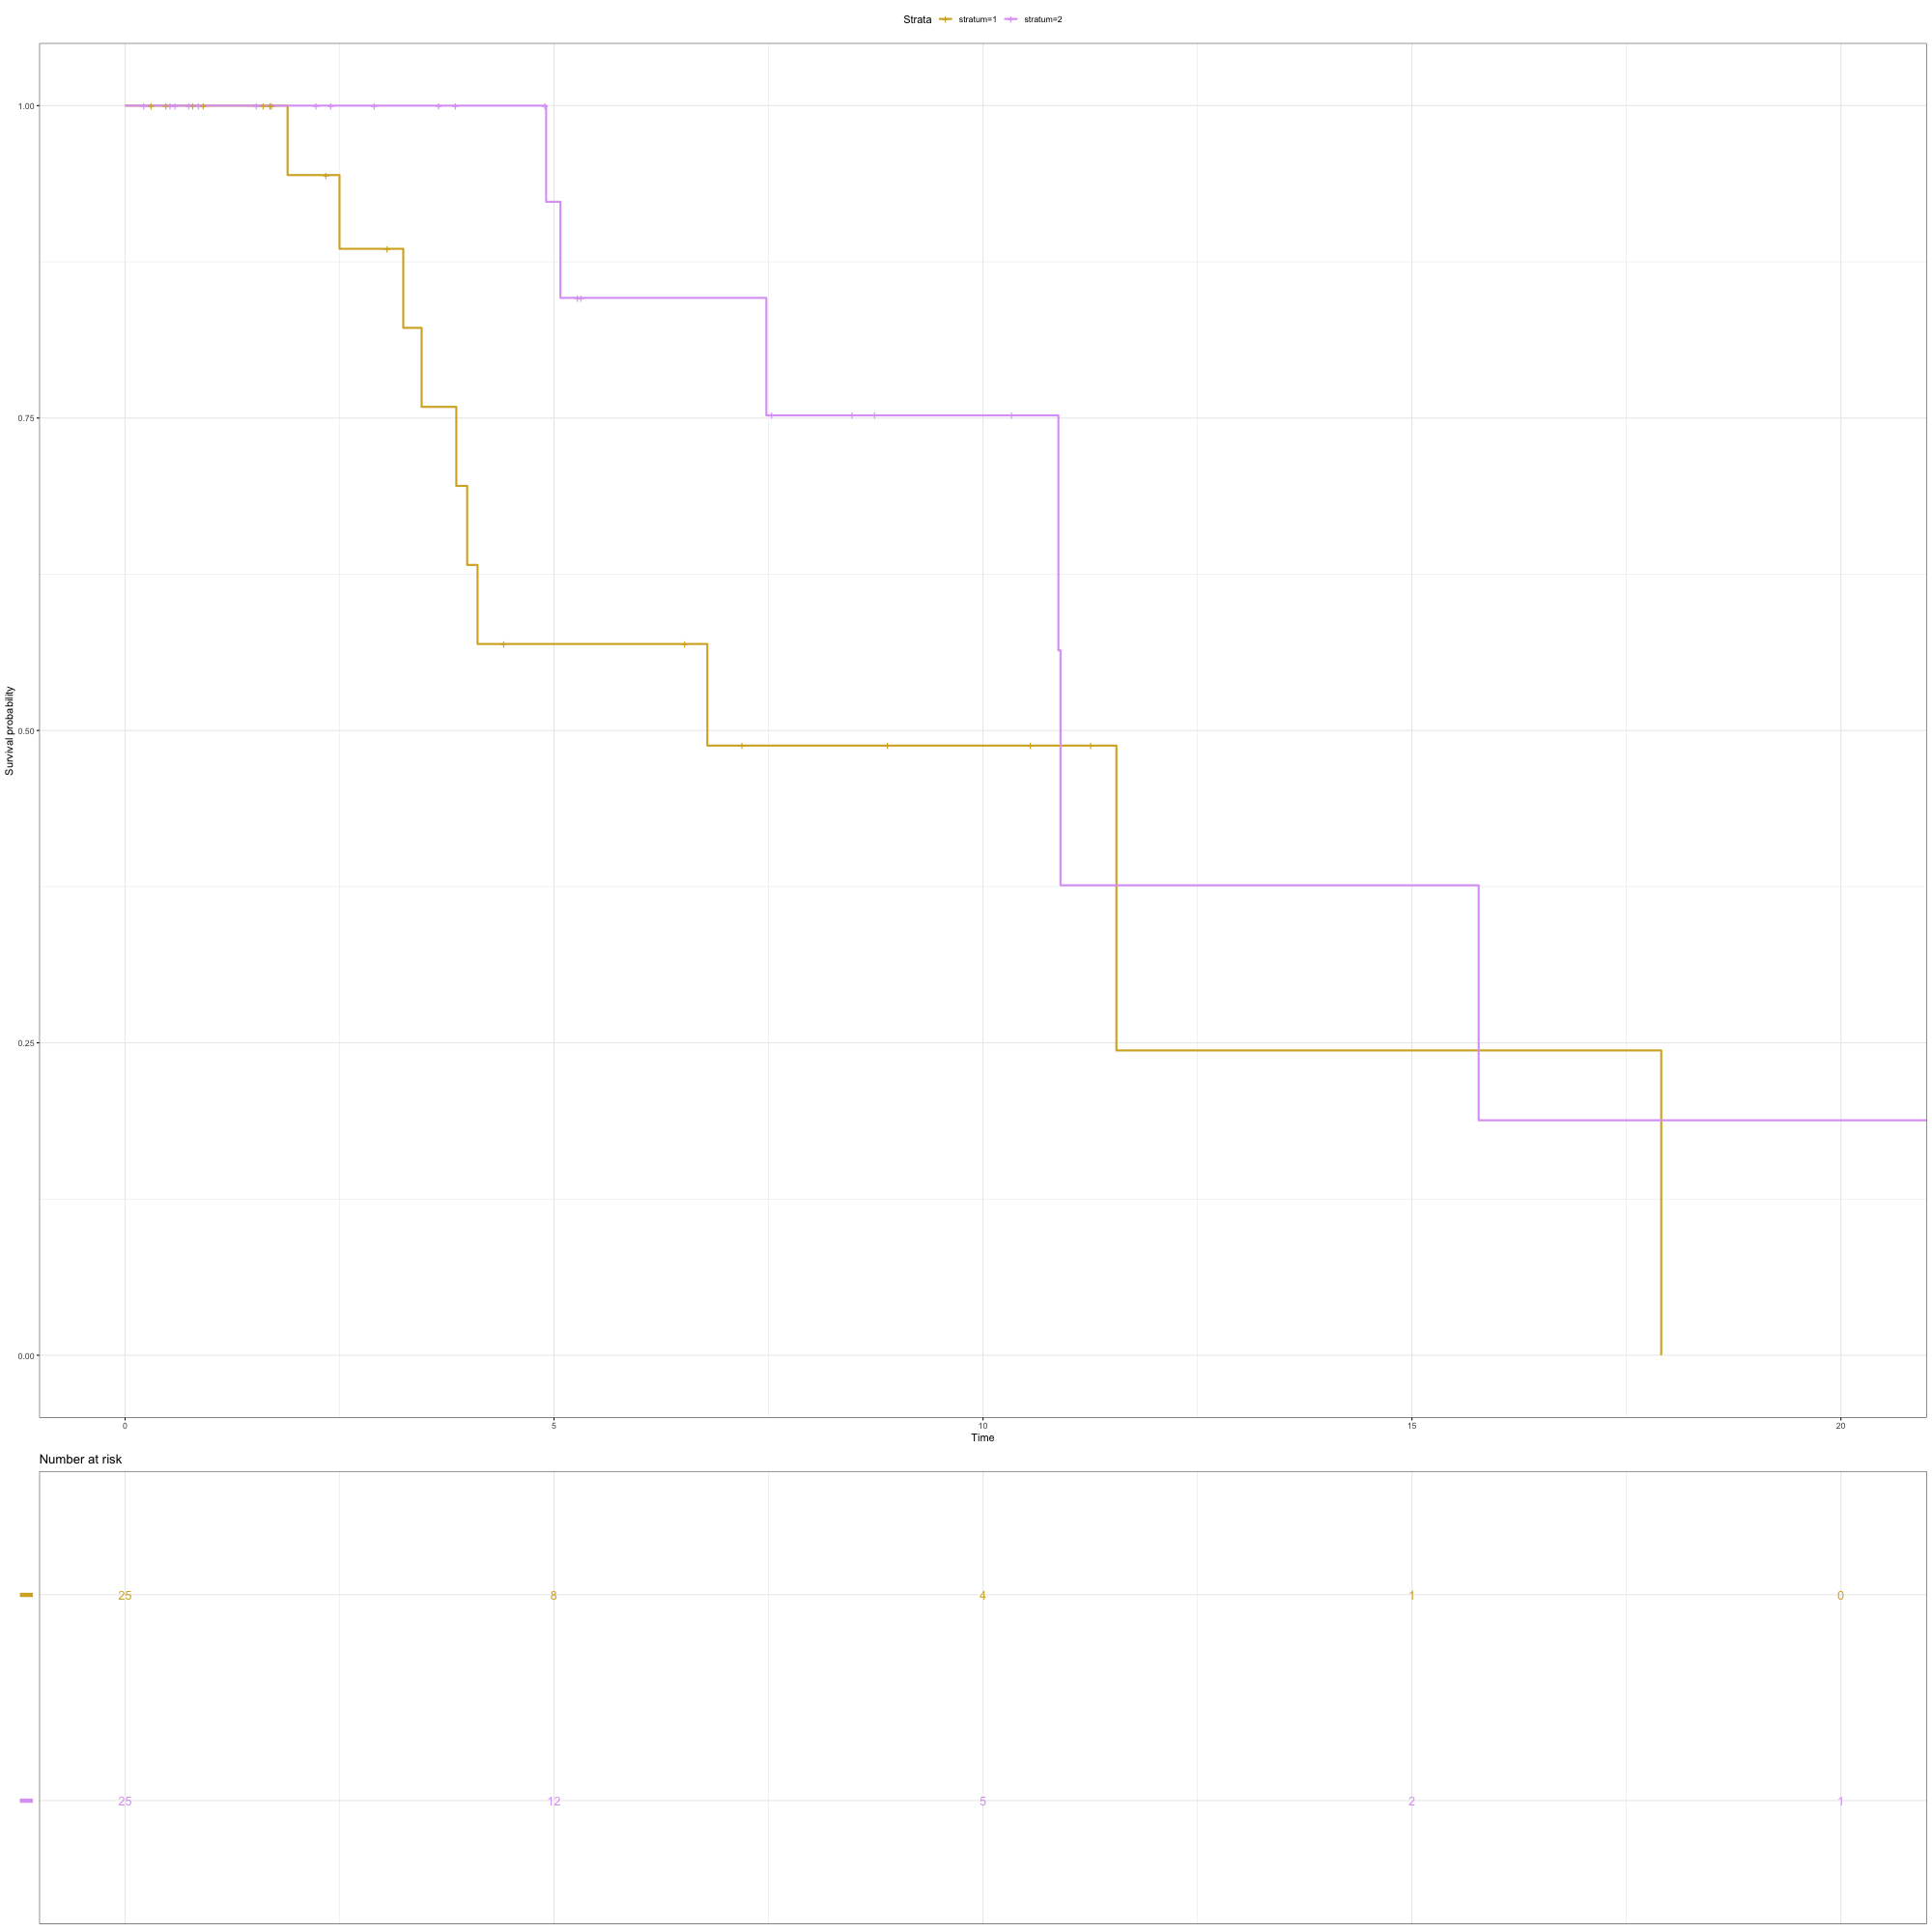 Strata stratum=1 stratum=2
1.00
0.75
0.50
0.25
0.00
Survival probability
0 5 10 15 20
Time
Number at risk
25 8 4 1 0
25 12 5 2 1